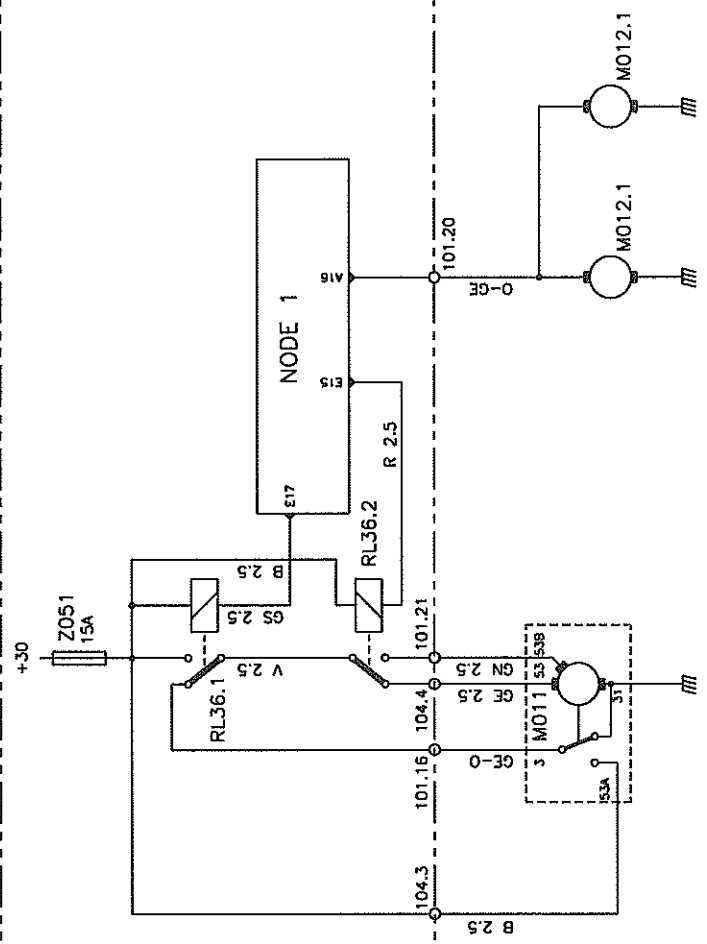 +30
Z051
15A
NODE 1
E17
E15
A16
B 2.5
GS 2.5
R 2.5
RL36.2
RL36.1
V 2.5
104.3
101.16
104.4
101.21
101.20
B 2.5
GE-O
GE 2.5
GN 2.5
O-GE
M011
3
53
53B
53A
31
M012.1
M012.1